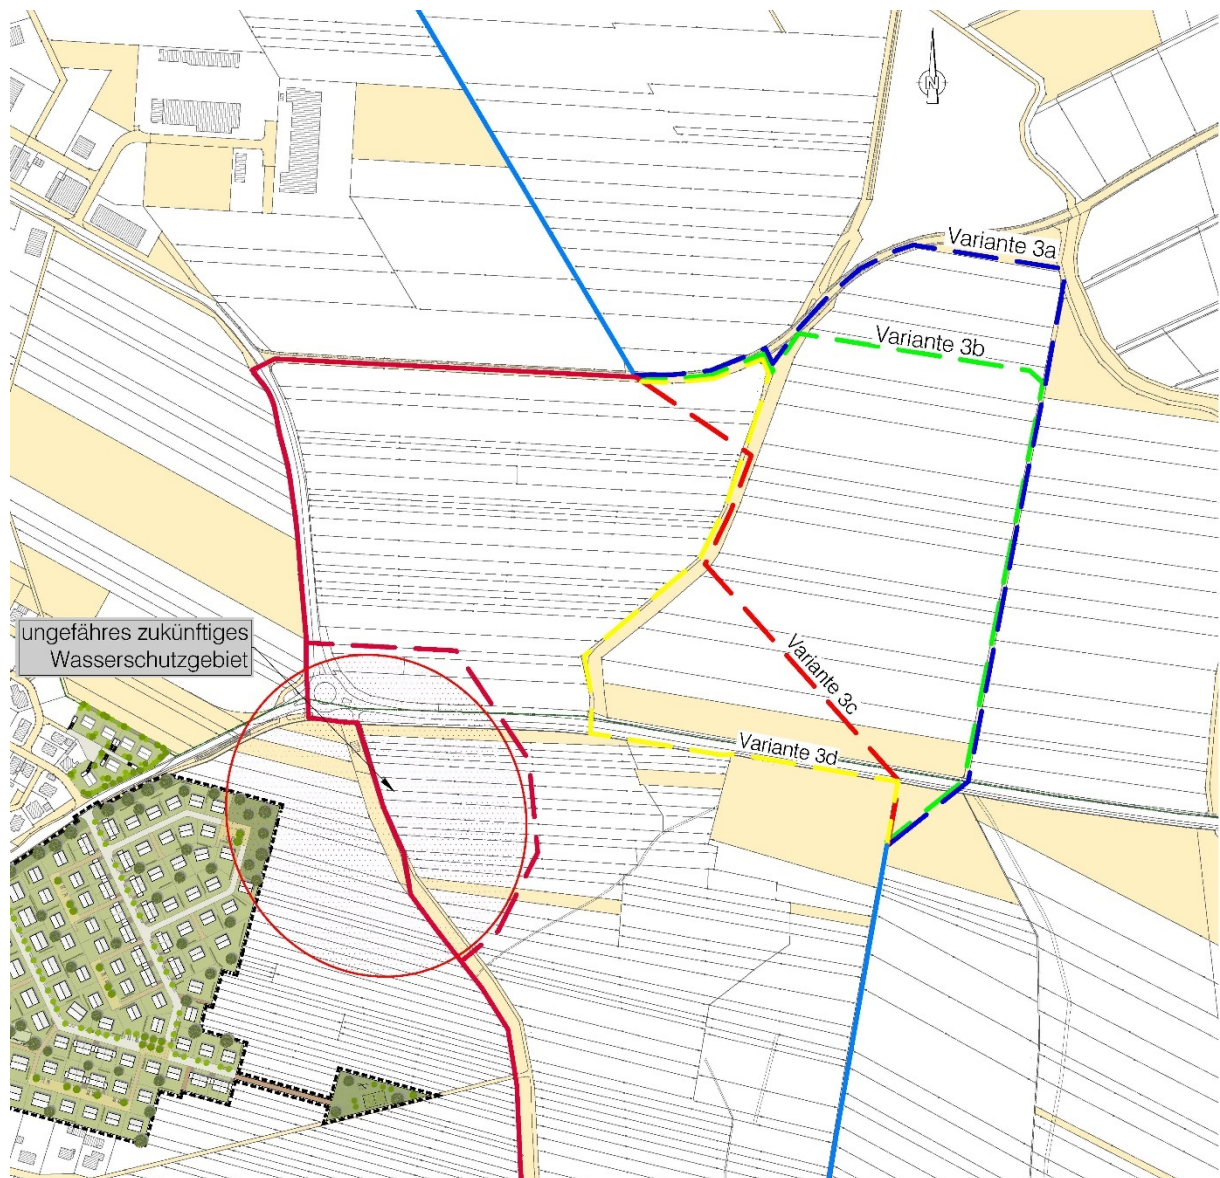 N
Variante 3a
Variante 3b
ungefähres zukünftiges
Wasserschutzgebiet
Variante 3c
Variante 3d